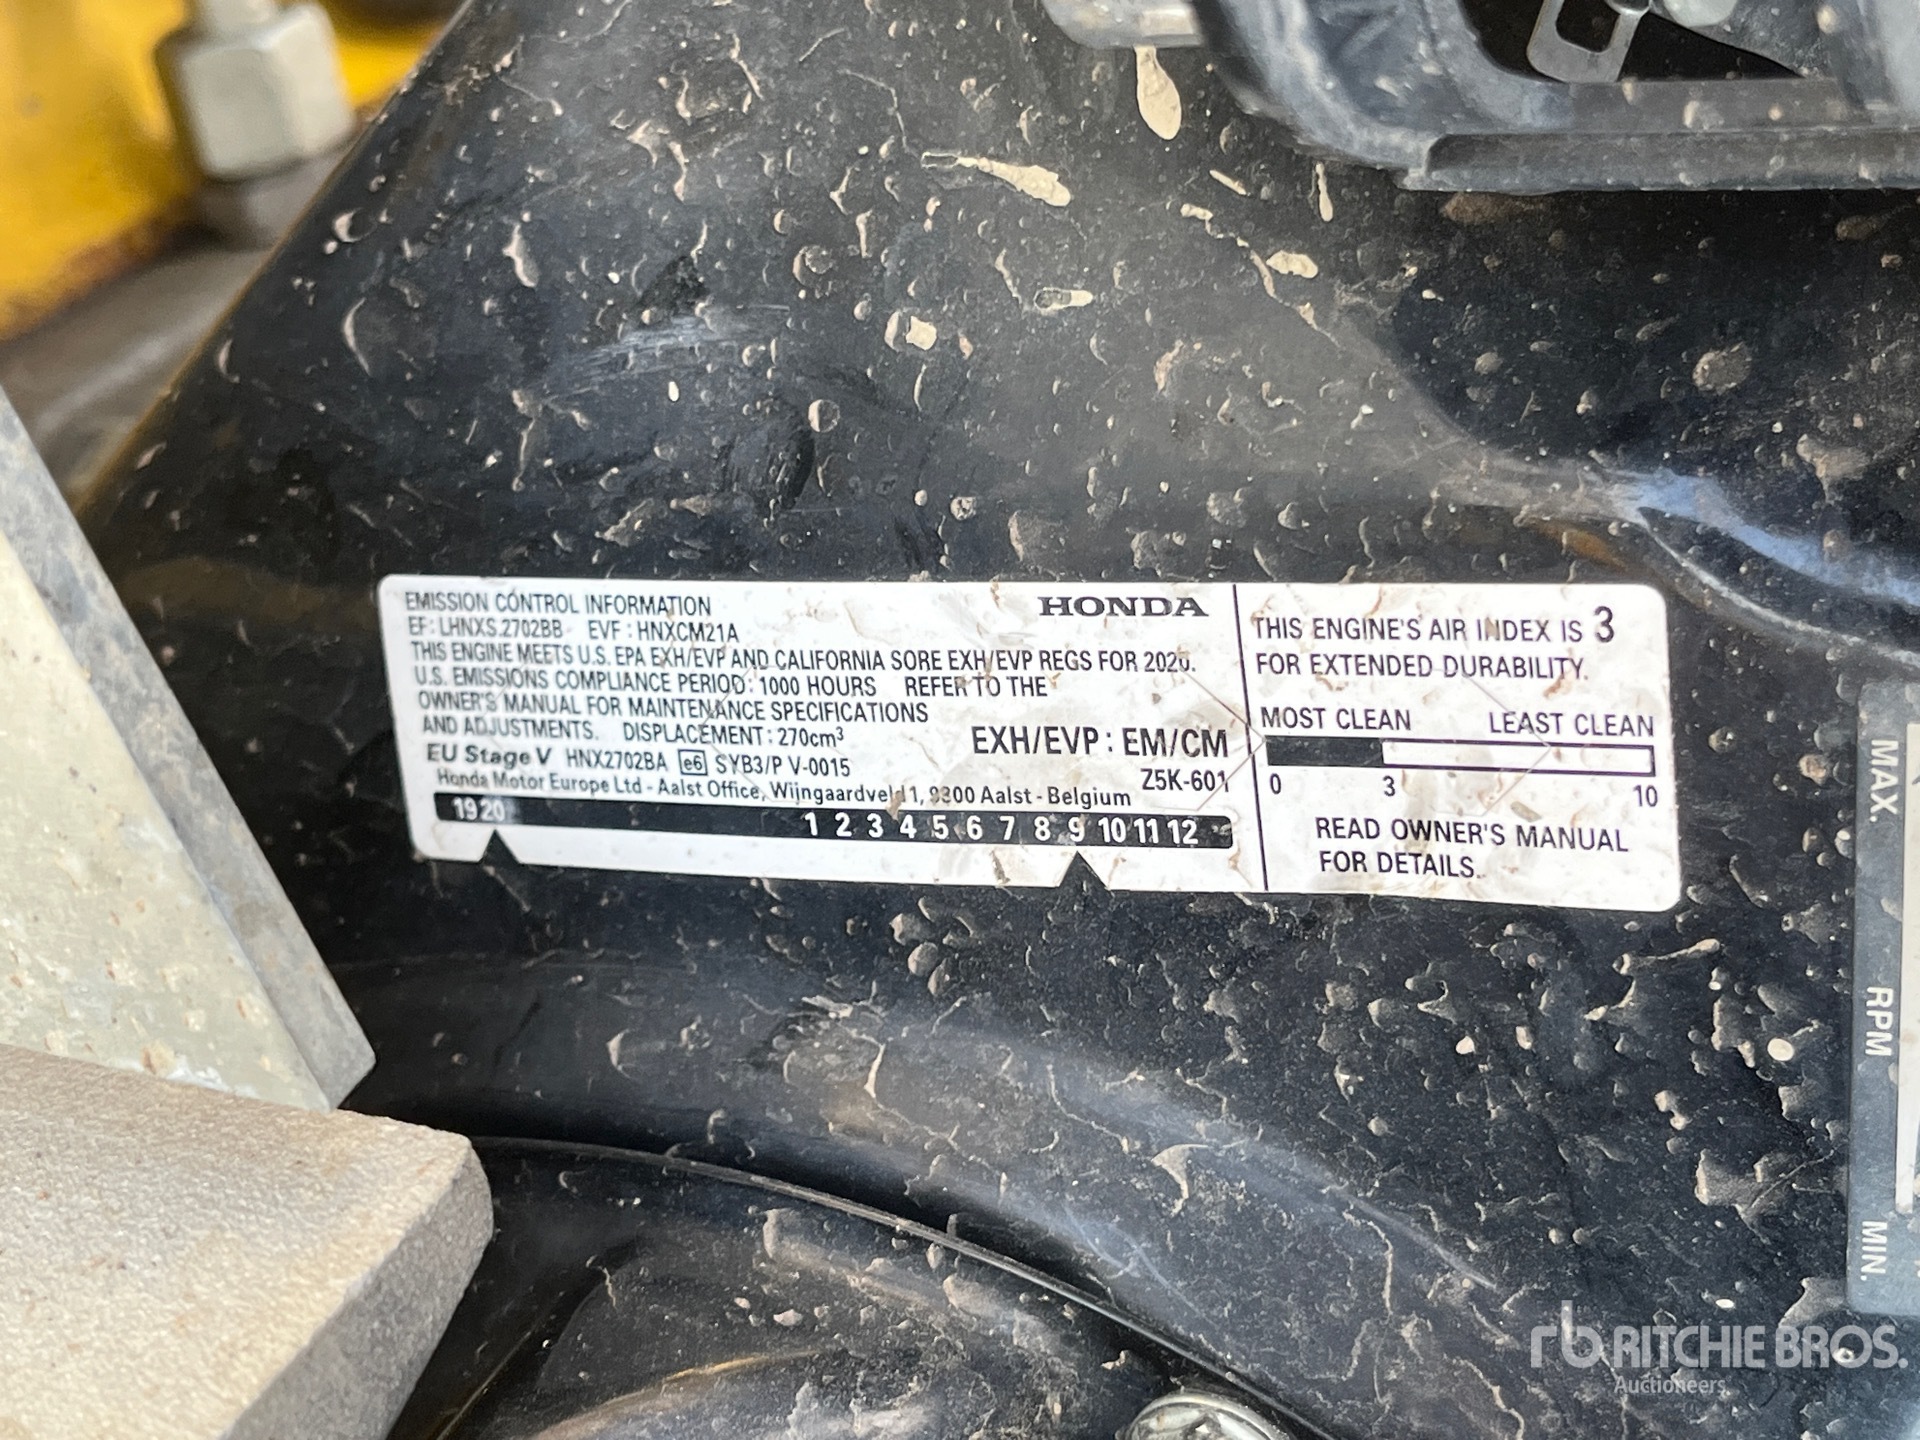 EMISSION CONTROL INFORMATION
HONDA
EF : LHNXS.2702BB EVF : HNXCM21A
THIS ENGINE MEETS U.S. EPA EXH/EVP AND CALIFORNIA SORE EXH/EVP REGS FOR 2020.
U.S. EMISSIONS COMPLIANCE PERIOD : 1000 HOURS REFER TO THE
OWNER'S MANUAL FOR MAINTENANCE SPECIFICATIONS
AND ADJUSTMENTS. DISPLACEMENT : 270cm³
EXH/EVP : EM/CM
EU Stage V HNX2702BA e6 SYB3/P V-0015
Z5K-601
Honda Motor Europe Ltd - Aalst Office, Wijngaardveld 1, 9300 Aalst - Belgium
19 20 1 2 3 4 5 6 7 8 9 10 11 12
THIS ENGINE'S AIR INDEX IS 3
FOR EXTENDED DURABILITY.
MOST CLEAN LEAST CLEAN
0 3 10
READ OWNER'S MANUAL
FOR DETAILS.
MAX.
RPM
MIN.
rb RITCHIE BROS.
Auctioneers